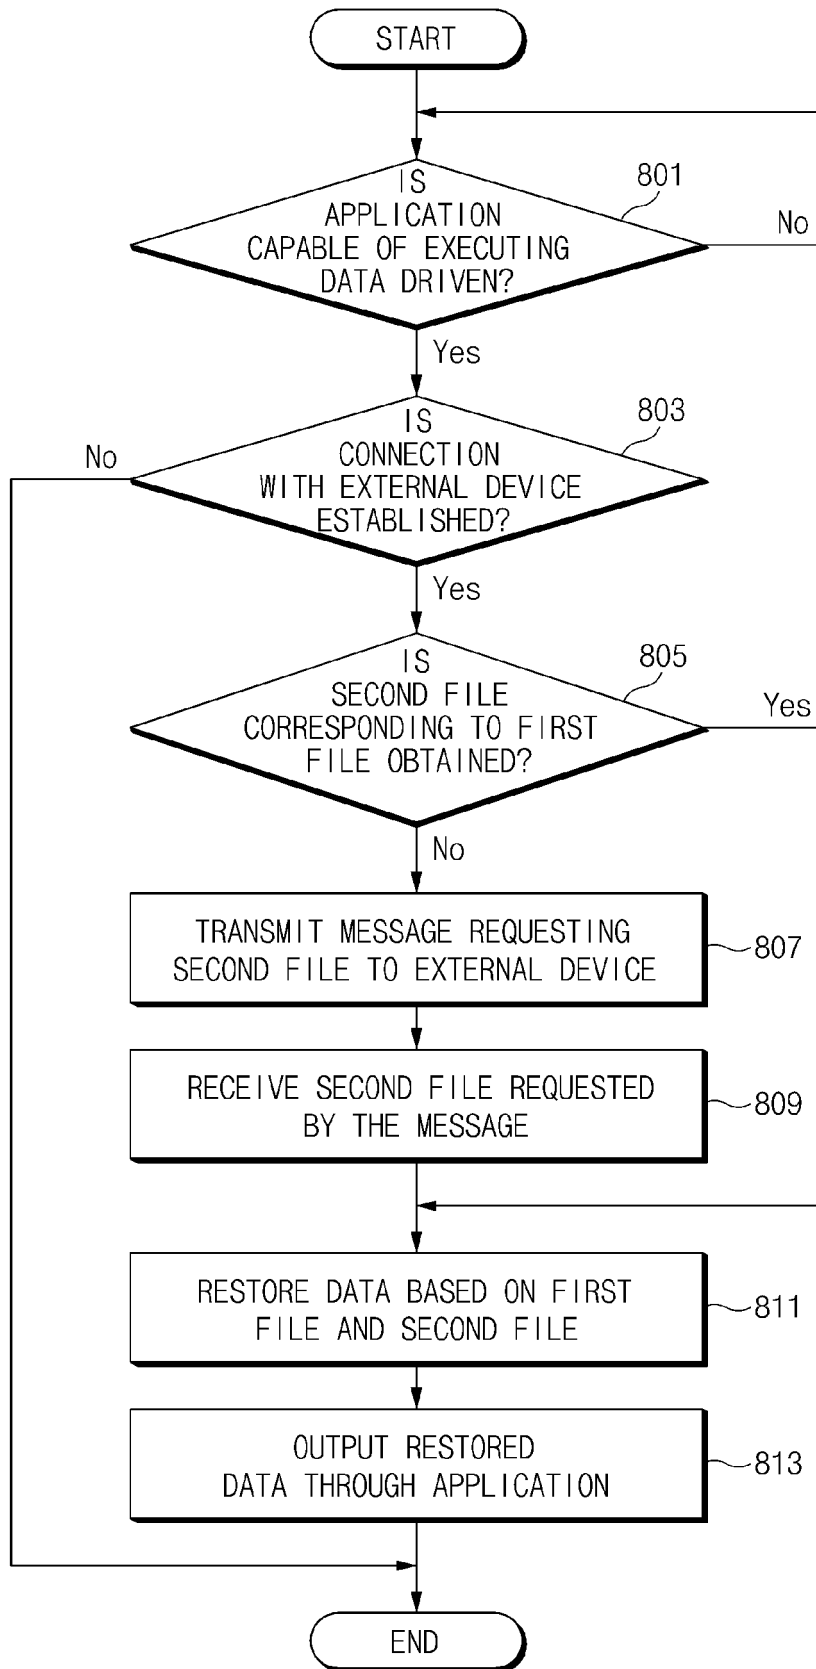 START
IS
APPLICATION
CAPABLE OF EXECUTING
DATA DRIVEN?
801
No
Yes
IS
CONNECTION
WITH EXTERNAL DEVICE
ESTABLISHED?
803
No
Yes
IS
SECOND FILE
CORRESPONDING TO FIRST
FILE OBTAINED?
805
Yes
No
TRANSMIT MESSAGE REQUESTING
SECOND FILE TO EXTERNAL DEVICE
807
RECEIVE SECOND FILE REQUESTED
BY THE MESSAGE
809
RESTORE DATA BASED ON FIRST
FILE AND SECOND FILE
811
OUTPUT RESTORED
DATA THROUGH APPLICATION
813
END